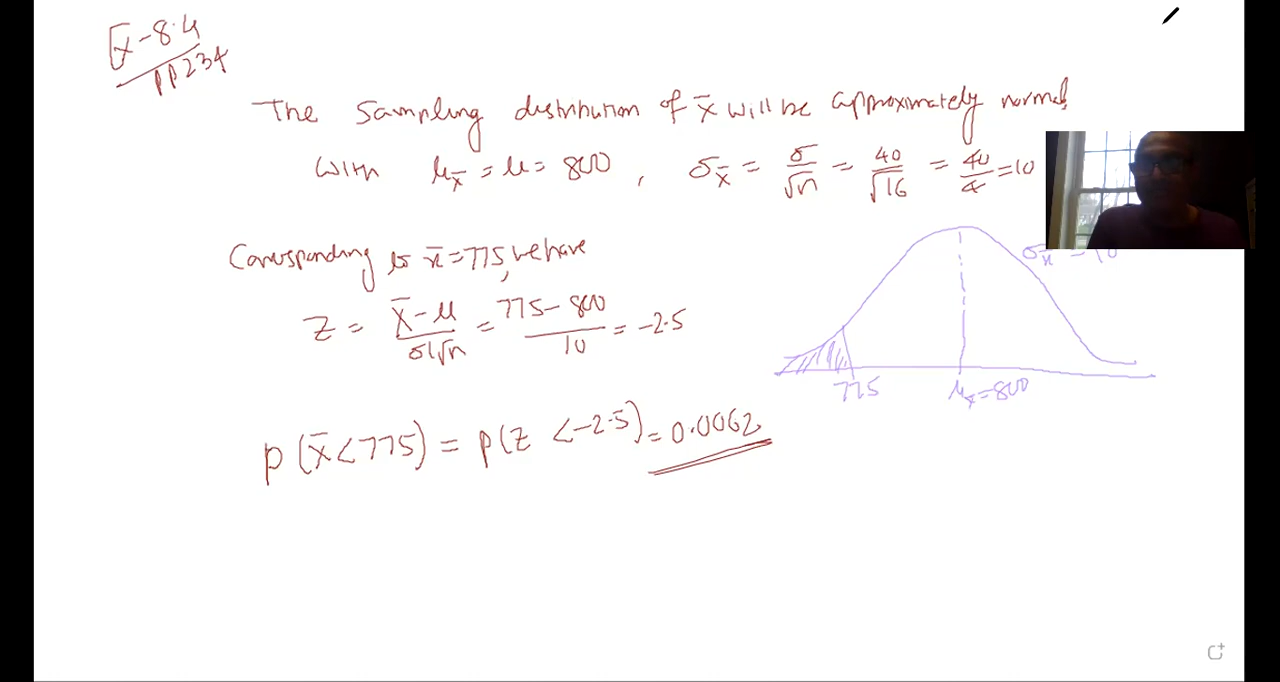 Ex-8.4
pp234
The Sampling distribution of x̄ will be approximately normal
With μx̄ = μ = 800 , σx̄ = σ/√n = 40/√16 = 40/4 = 10
Corresponding to x̄ = 775, we have
Z = (x̄ - μ)/(σ/√n) = (775 - 800)/10 = -2.5
σx̄ = 10
775
μx̄ = 800
P(x̄ < 775) = P(Z < -2.5) = 0.0062